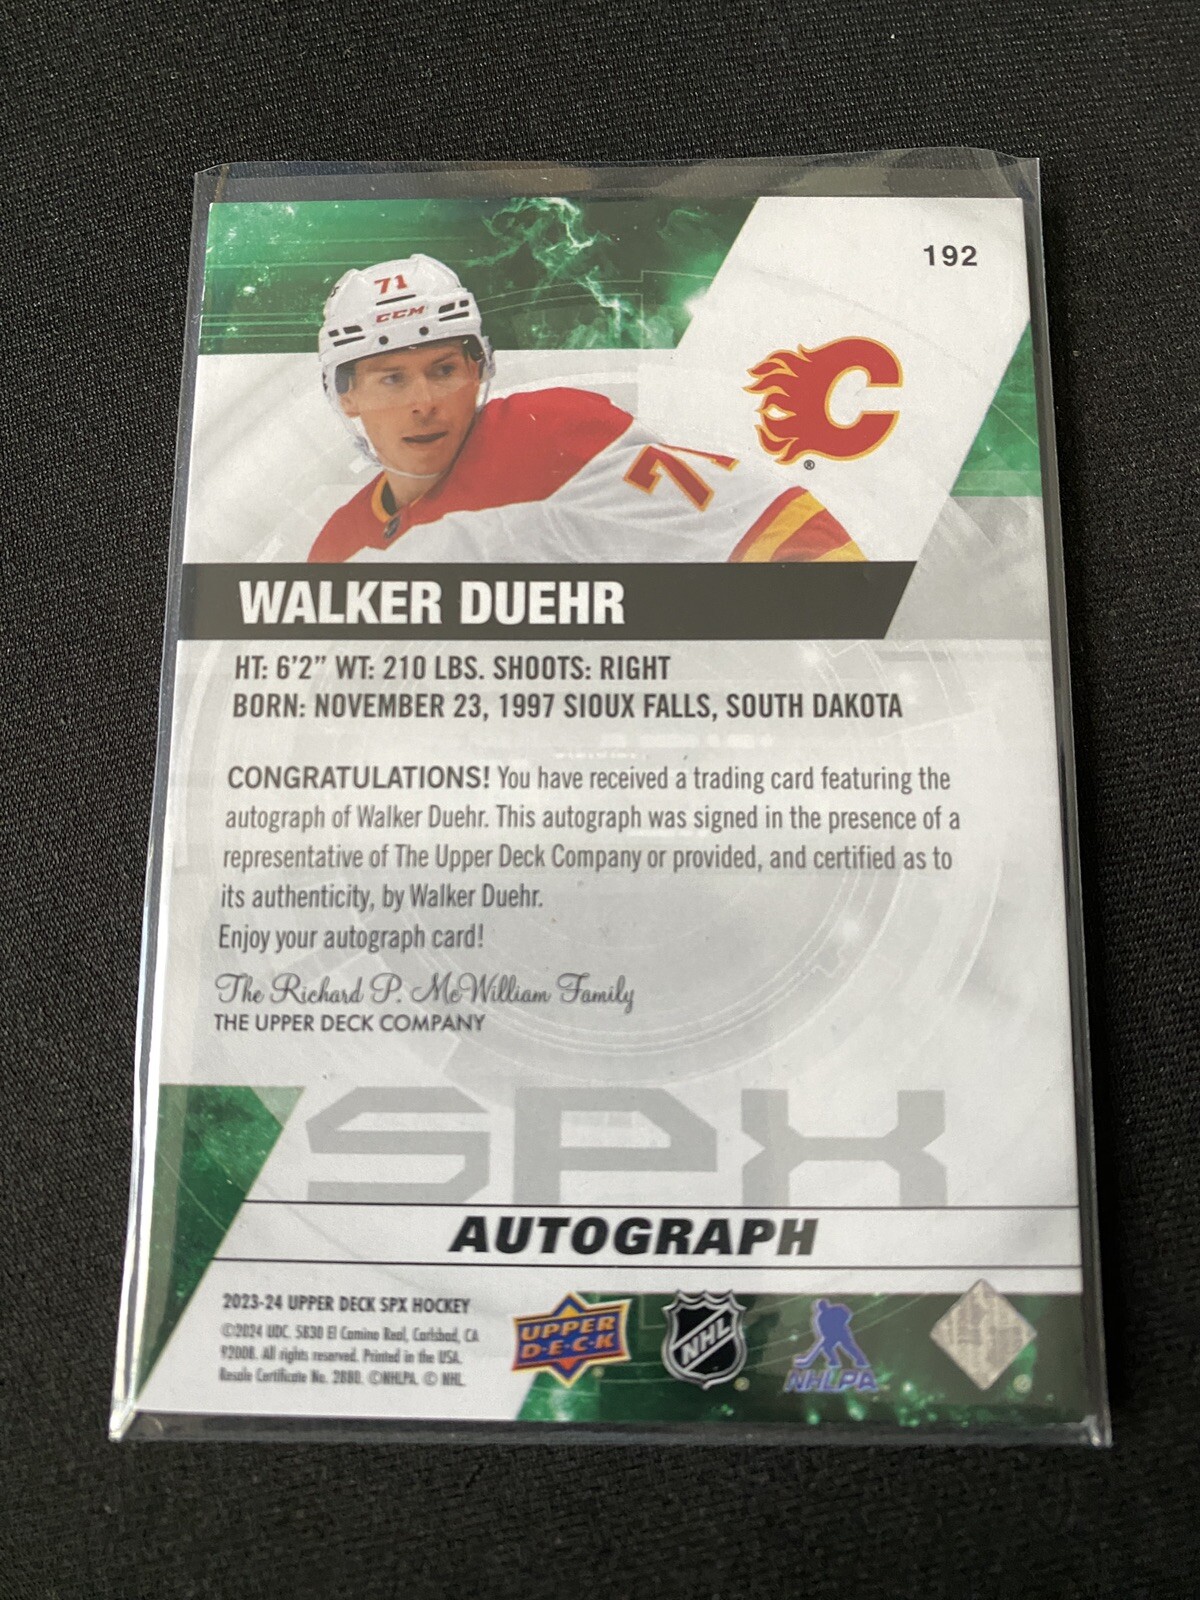 192
71
CCM
C
®
71
WALKER DUEHR
HT: 6'2" WT: 210 LBS. SHOOTS: RIGHT
BORN: NOVEMBER 23, 1997 SIOUX FALLS, SOUTH DAKOTA
CONGRATULATIONS! You have received a trading card featuring the
autograph of Walker Duehr. This autograph was signed in the presence of a
representative of The Upper Deck Company or provided, and certified as to
its authenticity, by Walker Duehr.
Enjoy your autograph card!
The Richard P. McWilliam Family
THE UPPER DECK COMPANY
SPX
AUTOGRAPH
2023-24 UPPER DECK SPX HOCKEY
©2024 UDC. 5830 El Camino Real, Carlsbad, CA
92008. All rights reserved. Printed in the USA.
Resale Certificate No. 2880. ©NHLPA. © NHL.
UPPER
D·E·C·K
NHL
NHLPA